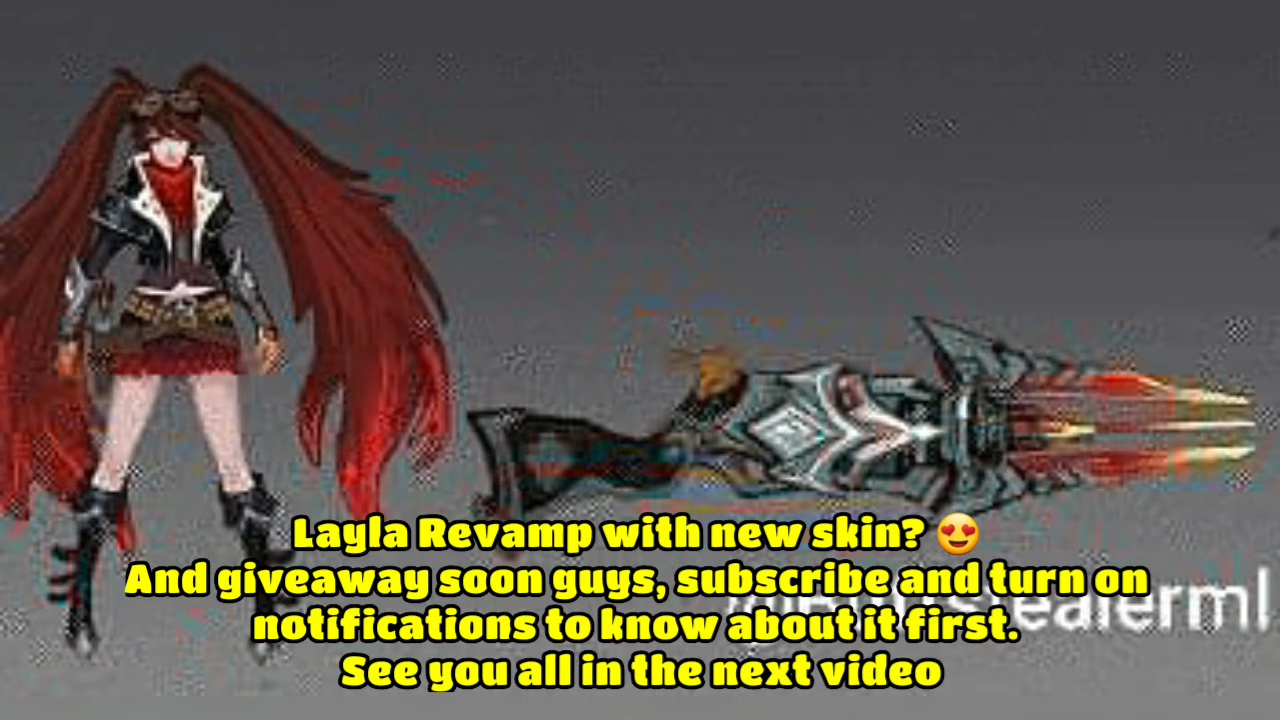 Layla Revamp with new skin? 😍
And giveaway soon guys, subscribe and turn on
notifications to know about it first.
See you all in the next video